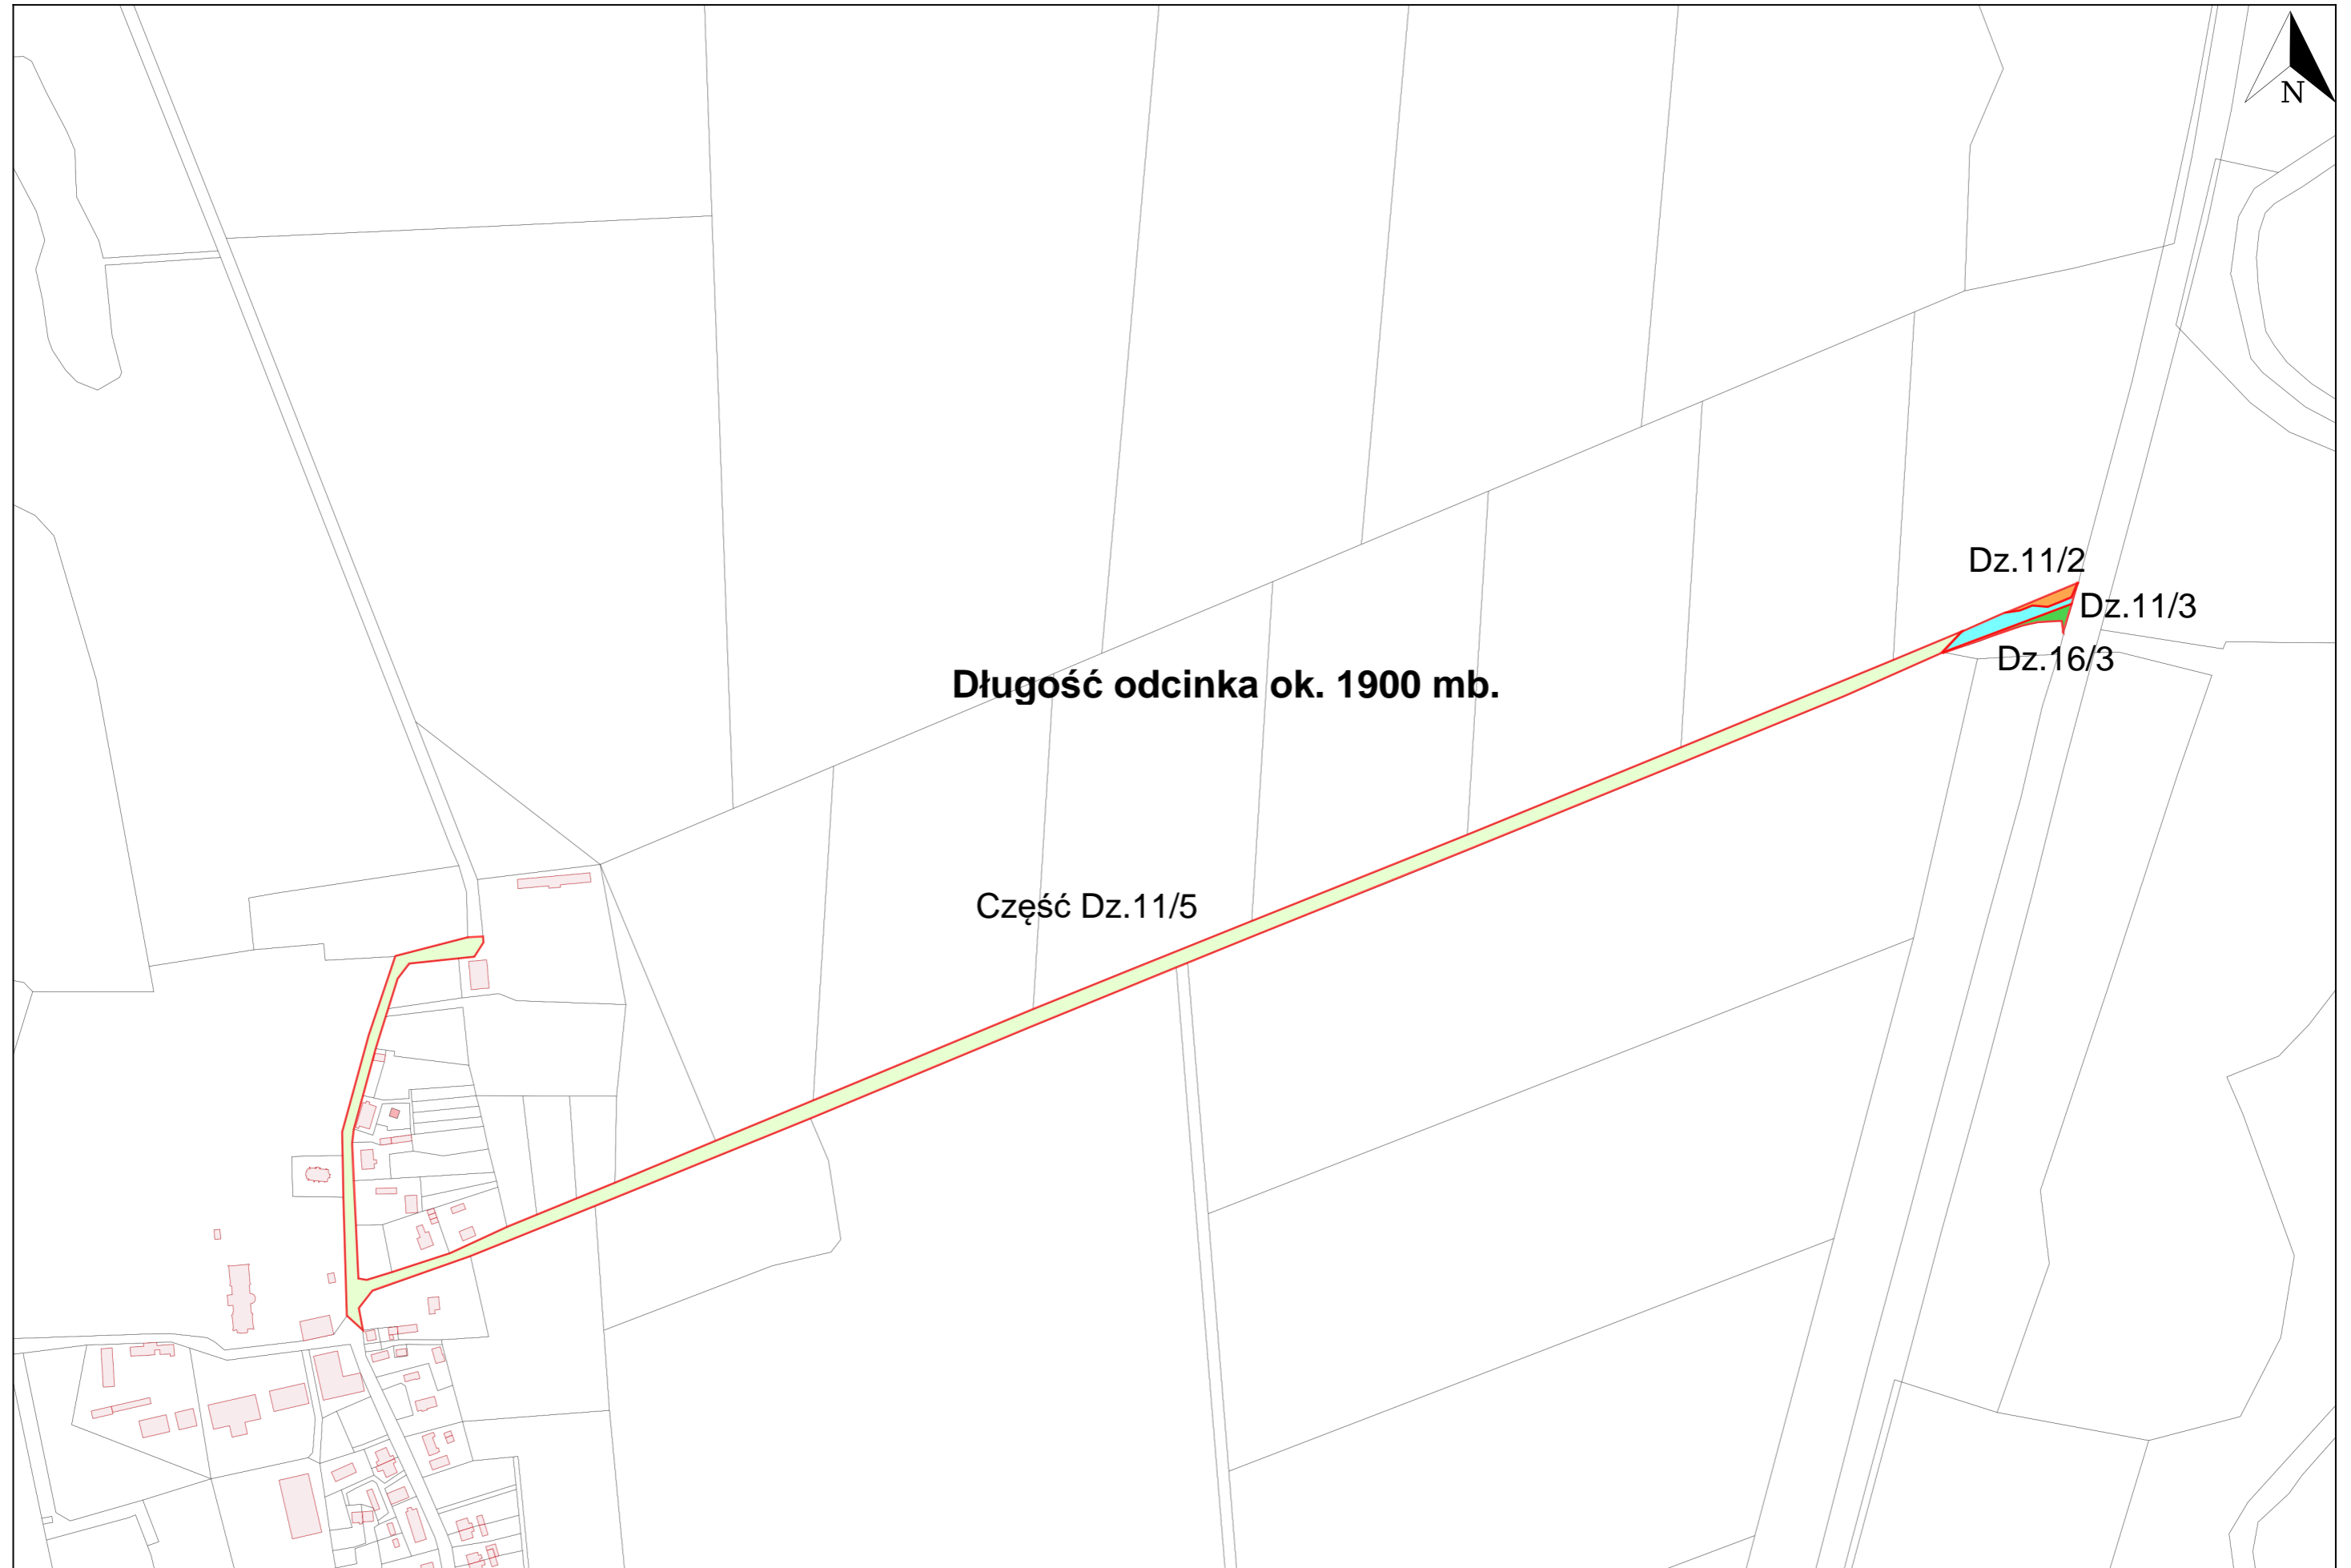 N
Dz.11/2
Dz.11/3
Dz.16/3
Długość odcinka ok. 1900 mb.
Część Dz.11/5